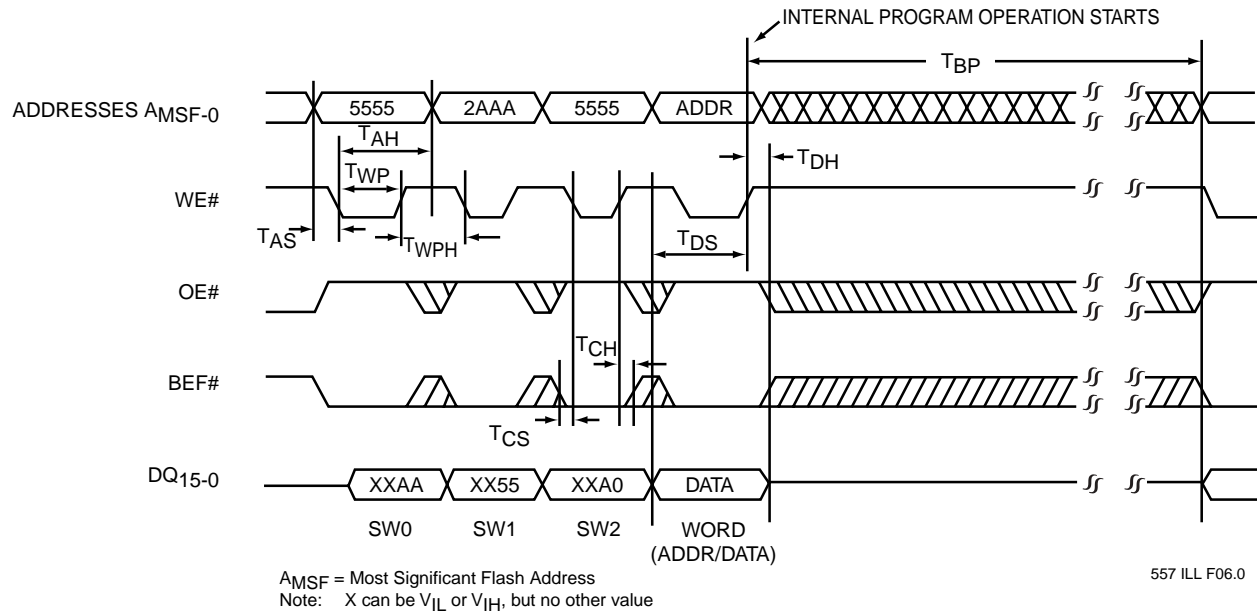 INTERNAL PROGRAM OPERATION STARTS
TBP
ADDRESSES AMSF-0
5555
2AAA
5555
ADDR
TAH
TDH
TWP
WE#
TAS
TWPH
TDS
OE#
TCH
BEF#
TCS
DQ15-0
XXAA
XX55
XXA0
DATA
SW0
SW1
SW2
WORD
(ADDR/DATA)
AMSF = Most Significant Flash Address
Note: X can be VIL or VIH, but no other value
557 ILL F06.0